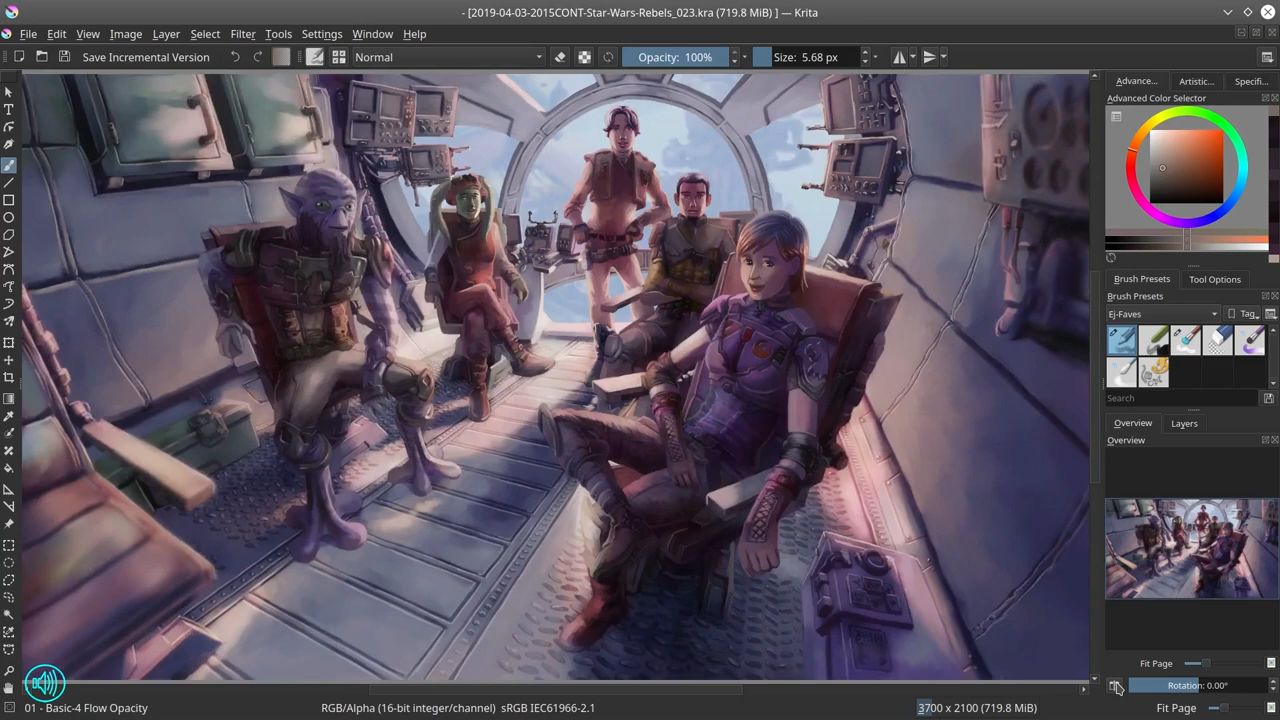 - [2019-04-03-2015CONT-Star-Wars-Rebels_023.kra (719.8 MiB) ] — Krita
File Edit View Image Layer Select Filter Tools Settings Window Help
Save Incremental Version Normal Opacity: 100% Size: 5.68 px
Advance... Artistic... Specifi...
Advanced Color Selector
Brush Presets Tool Options
Brush Presets
Ej-Faves Tag
Search
Overview Layers
Overview
Fit Page
Rotation: 0.00°
01 - Basic-4 Flow Opacity RGB/Alpha (16-bit integer/channel) sRGB IEC61966-2.1 3700 x 2100 (719.8 MiB) Fit Page